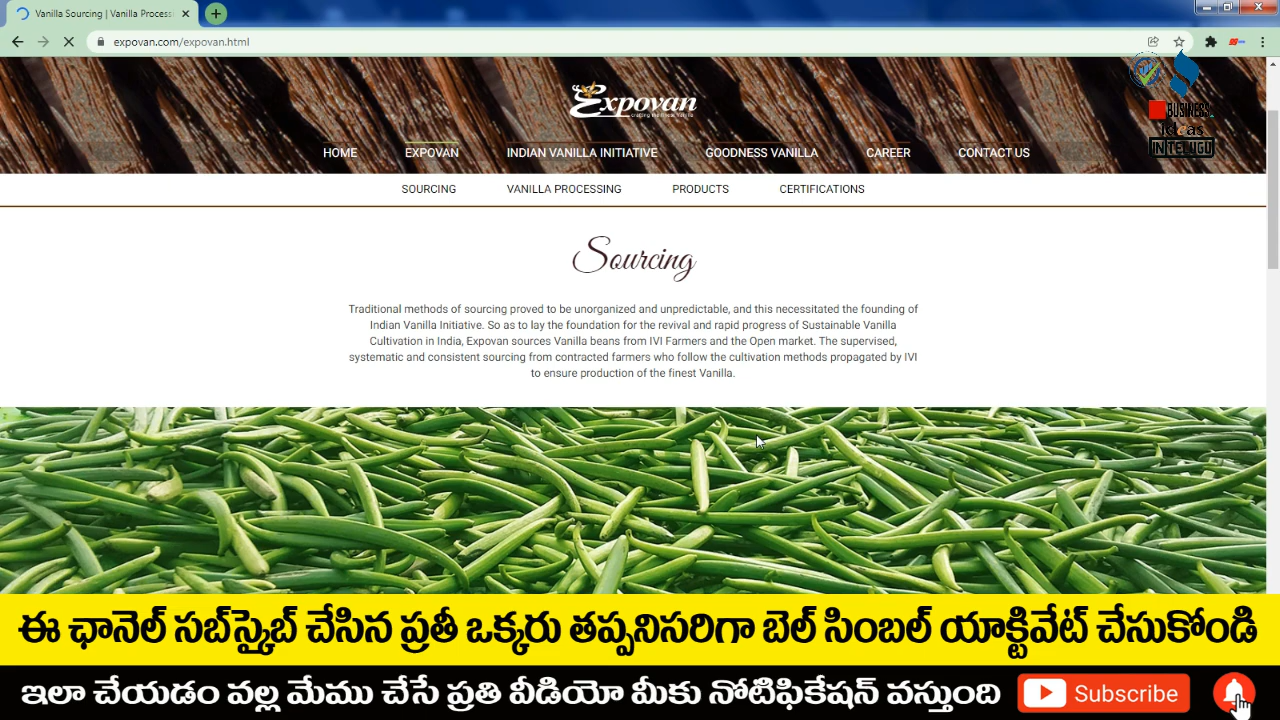 Vanilla Sourcing | Vanilla Process
expovan.com/expovan.html
Expovan
BUSINESS
Ideas
IN TELUGU
HOME EXPOVAN INDIAN VANILLA INITIATIVE GOODNESS VANILLA CAREER CONTACT US
SOURCING VANILLA PROCESSING PRODUCTS CERTIFICATIONS
Sourcing
Traditional methods of sourcing proved to be unorganized and unpredictable, and this necessitated the founding of
Indian Vanilla Initiative. So as to lay the foundation for the revival and rapid progress of Sustainable Vanilla
Cultivation in India, Expovan sources Vanilla beans from IVI Farmers and the Open market. The supervised,
systematic and consistent sourcing from contracted farmers who follow the cultivation methods propagated by IVI
to ensure production of the finest Vanilla.
ఈ ఛానెల్ సబ్‌స్క్రైబ్ చేసిన ప్రతీ ఒక్కరు తప్పనిసరిగా బెల్ సింబల్ యాక్టివేట్ చేసుకోండి
ఇలా చేయడం వల్ల మేము చేసే ప్రతి వీడియో మీకు నోటిఫికేషన్ వస్తుంది
Subscribe